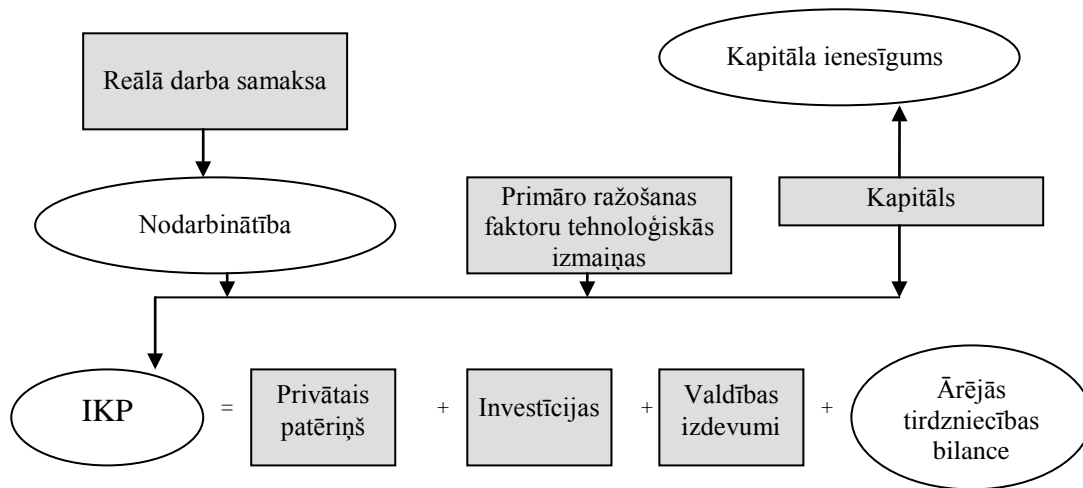 Reālā darba samaksa
Kapitāla ienesīgums
Nodarbinātība
Primāro ražošanas
faktoru tehnoloģiskās
izmaiņas
Kapitāls
IKP
=
Privātais
patēriņš
+
Investīcijas
+
Valdības
izdevumi
+
Ārējās
tirdzniecības
bilance